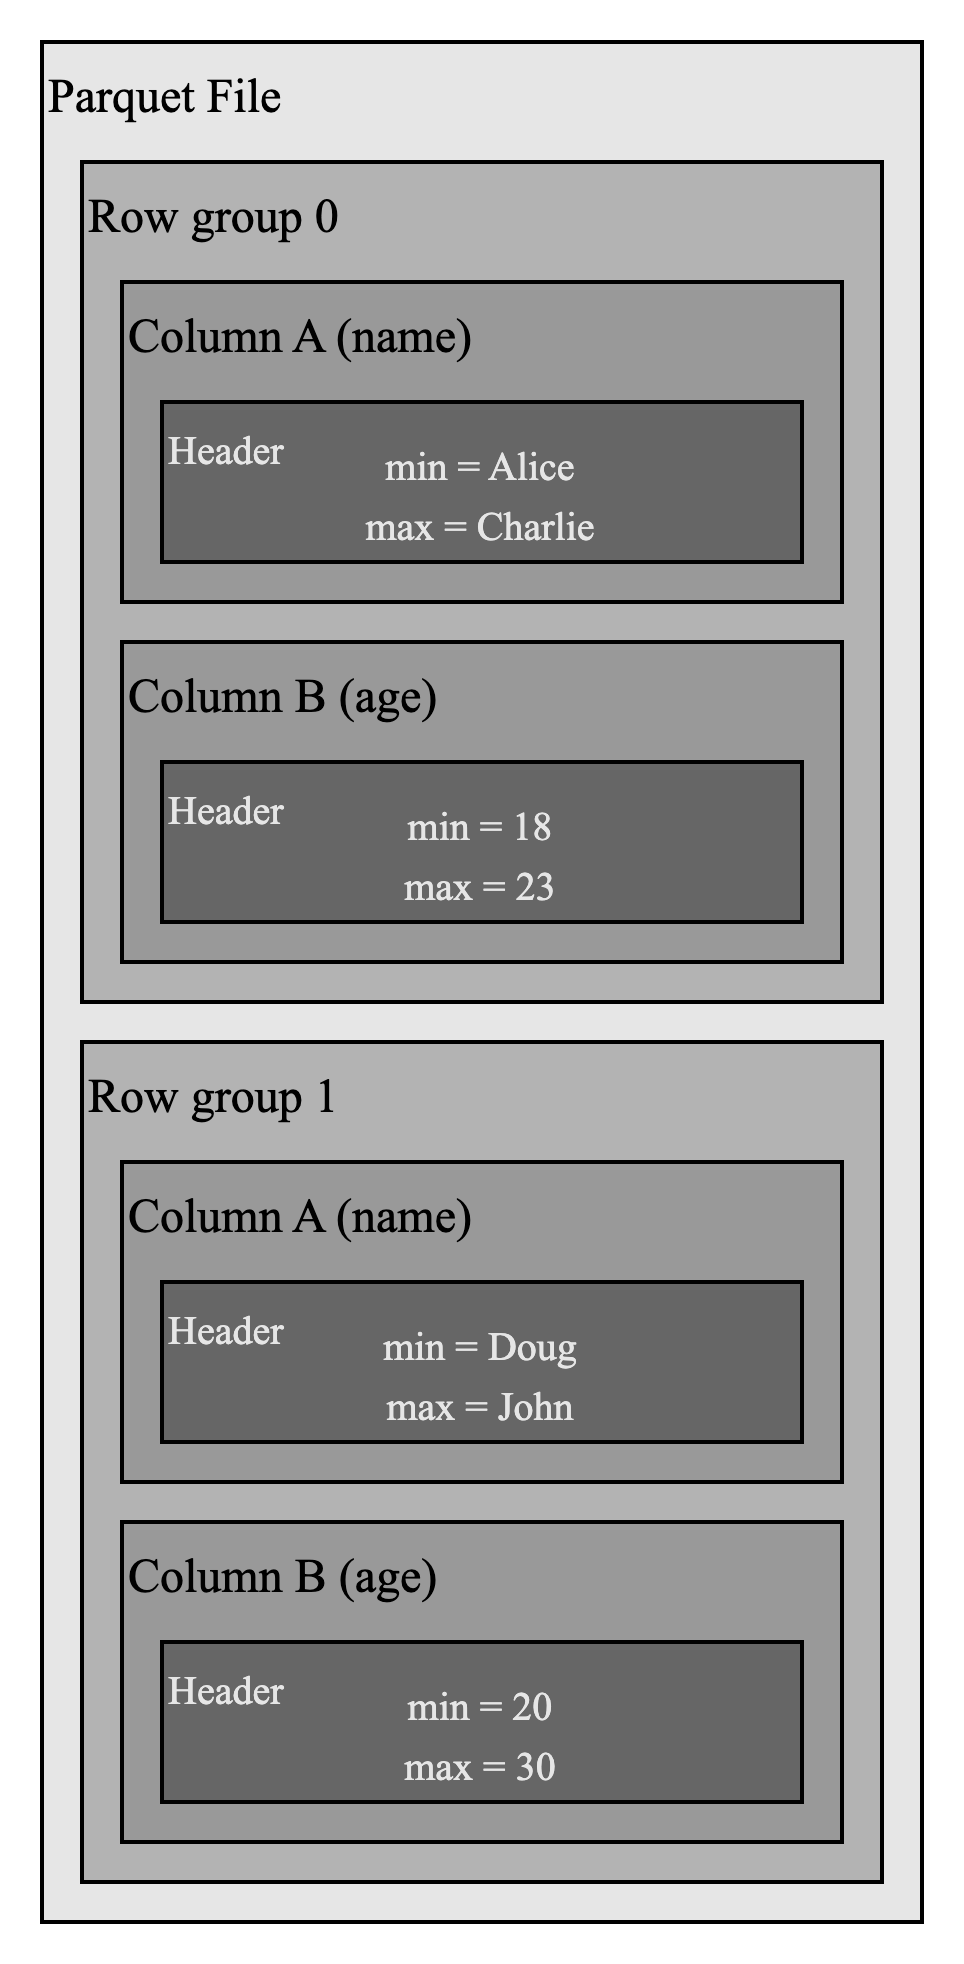 Parquet File
Row group 0
Column A (name)
Header
min = Alice
max = Charlie
Column B (age)
Header
min = 18
max = 23
Row group 1
Column A (name)
Header
min = Doug
max = John
Column B (age)
Header
min = 20
max = 30